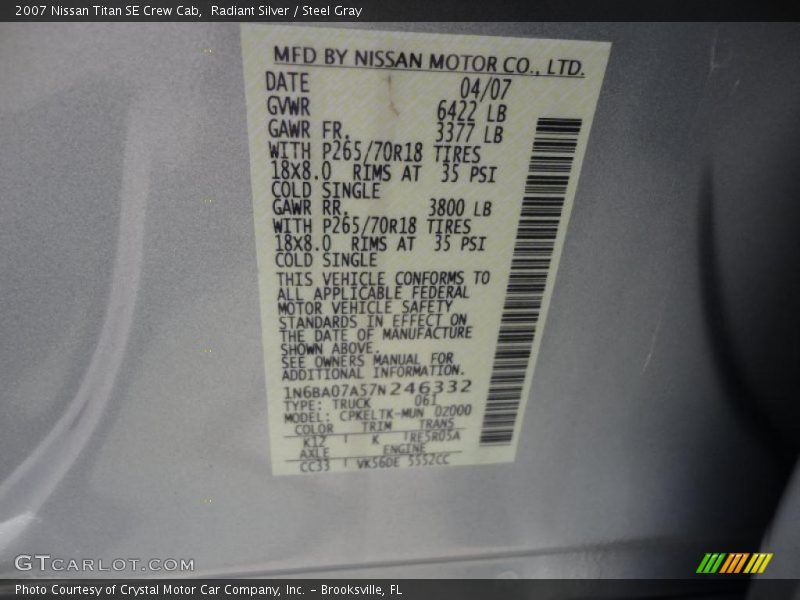 2007 Nissan Titan SE Crew Cab,  Radiant Silver / Steel Gray
MFD BY NISSAN MOTOR CO., LTD.
DATE 04/07
GVWR 6422 LB
GAWR FR. 3377 LB
WITH P265/70R18 TIRES
18X8.0 RIMS AT 35 PSI
COLD SINGLE
GAWR RR. 3800 LB
WITH P265/70R18 TIRES
18X8.0 RIMS AT 35 PSI
COLD SINGLE
THIS VEHICLE CONFORMS TO
ALL APPLICABLE FEDERAL
MOTOR VEHICLE SAFETY
STANDARDS IN EFFECT ON
THE DATE OF MANUFACTURE
SHOWN ABOVE.
SEE OWNERS MANUAL FOR
ADDITIONAL INFORMATION.
1N6BA07A57N246332
TYPE: TRUCK 061
MODEL: CPKELTK-MUN 0Z000
COLOR TRIM TRANS
K12 K RE5R05A
AXLE ENGINE
CC33 VK56DE 5552CC
GTCARLOT.COM
Photo Courtesy of Crystal Motor Car Company, Inc. – Brooksville, FL